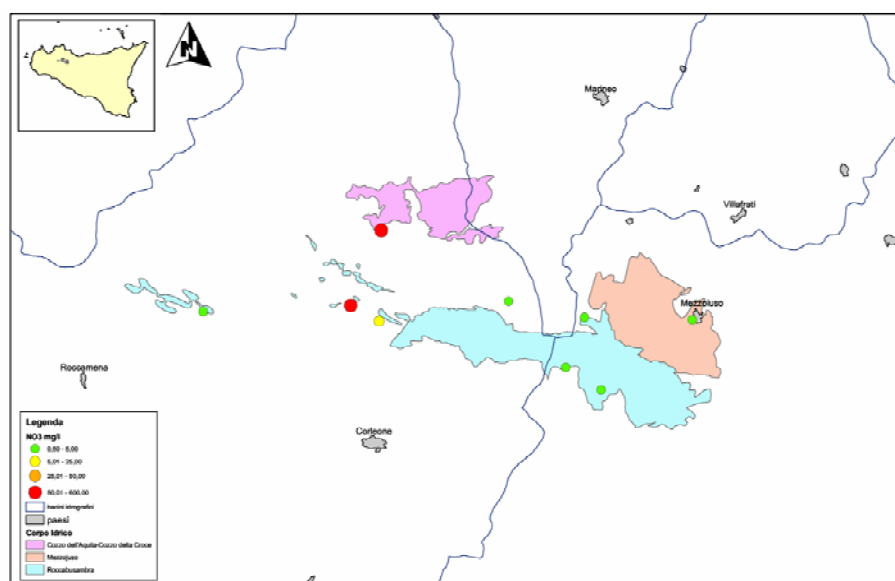 N
Marineo
Villafrati
Mezzojuso
Roccamena
Corleone
Legenda
NO3 mg/l
0,50 - 5,00
5,01 - 25,00
25,01 - 50,00
50,01 - 600,00
bacini idrografici
paesi
Corpo Idrico
Cozzo dell'Aquila-Cozzo della Croce
Mezzojuso
Roccabusambra